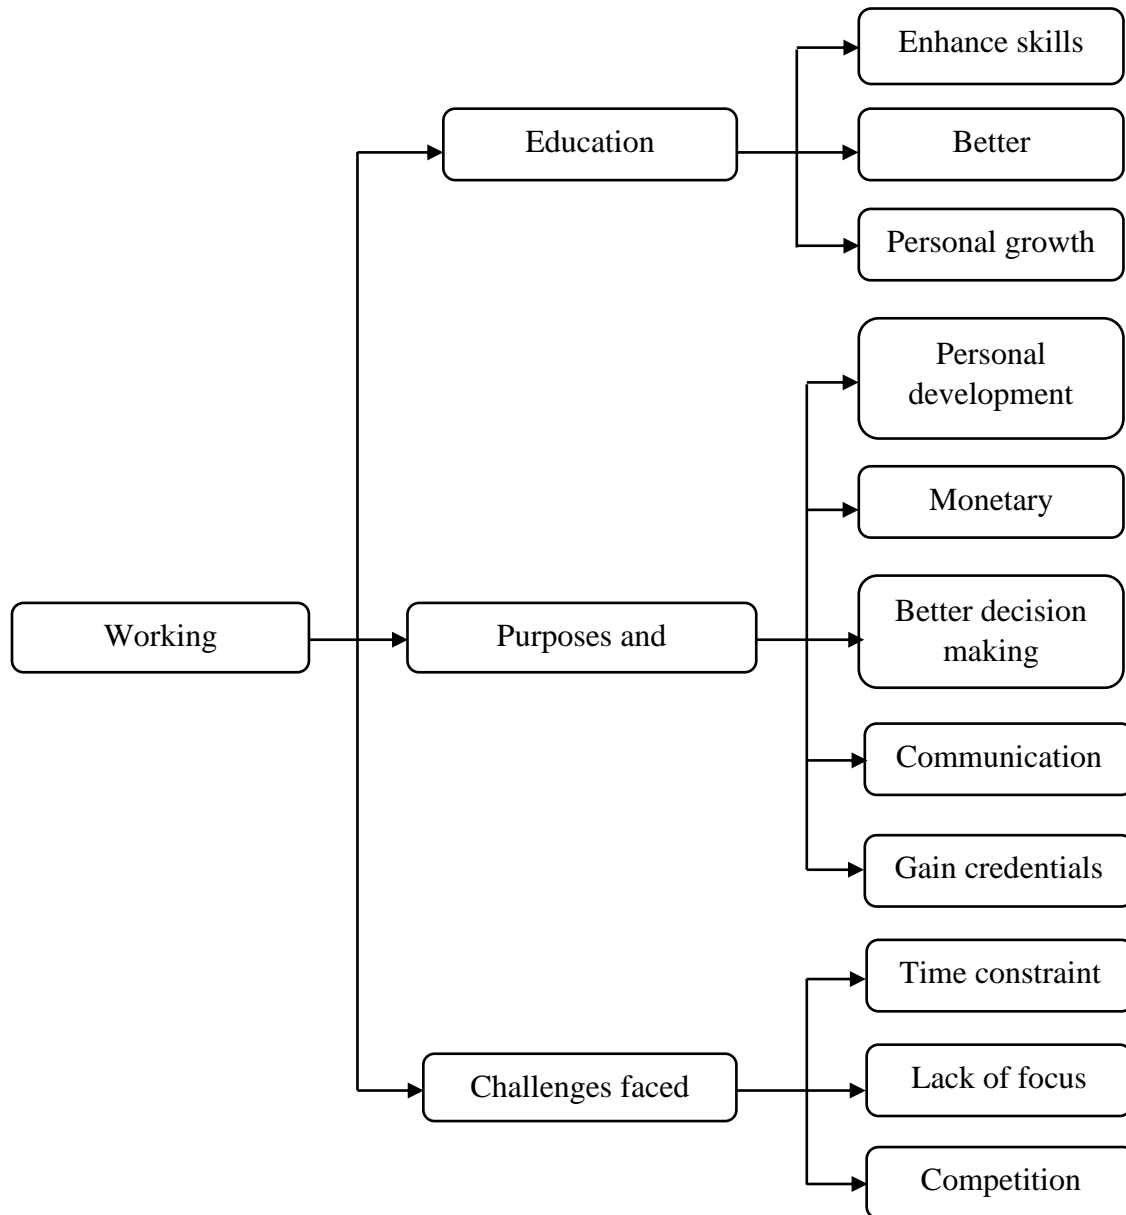 Enhance skills
Education
Better
Personal growth
Personal
development
Monetary
Working
Purposes and
Better decision
making
Communication
Gain credentials
Time constraint
Challenges faced
Lack of focus
Competition